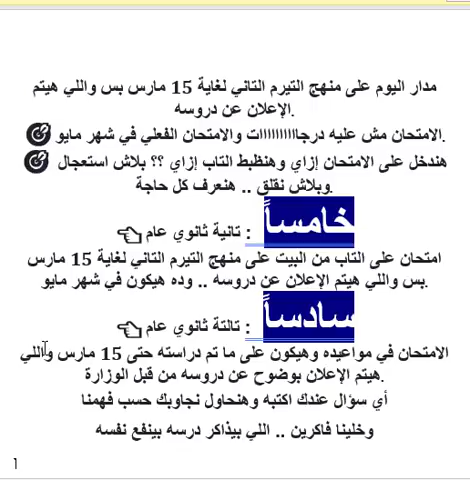 مدار اليوم على منهج التيرم التاني لغاية 15 مارس بس واللي هيتم
الإعلان عن دروسه.
الامتحان مش عليه درجاااااااااات والامتحان الفعلي في شهر مايو.
هندخل على الامتحان إزاي وهنظبط التاب إزاي ؟؟ بلاش استعجال
وبلاش نقلق .. هنعرف كل حاجة.
خامساً : تانية ثانوي عام
امتحان على التاب من البيت على منهج التيرم التاني لغاية 15 مارس
بس واللي هيتم الإعلان عن دروسه .. وده هيكون في شهر مايو.
سادساً : تالتة ثانوي عام
الامتحان في مواعيده وهيكون على ما تم دراسته حتى 15 مارس واللي
هيتم الإعلان بوضوح عن دروسه من قبل الوزارة.
أي سؤال عندك اكتبه وهنحاول نجاوبك حسب فهمنا
وخلينا فاكرين .. اللي بيذاكر درسه بينفع نفسه
1